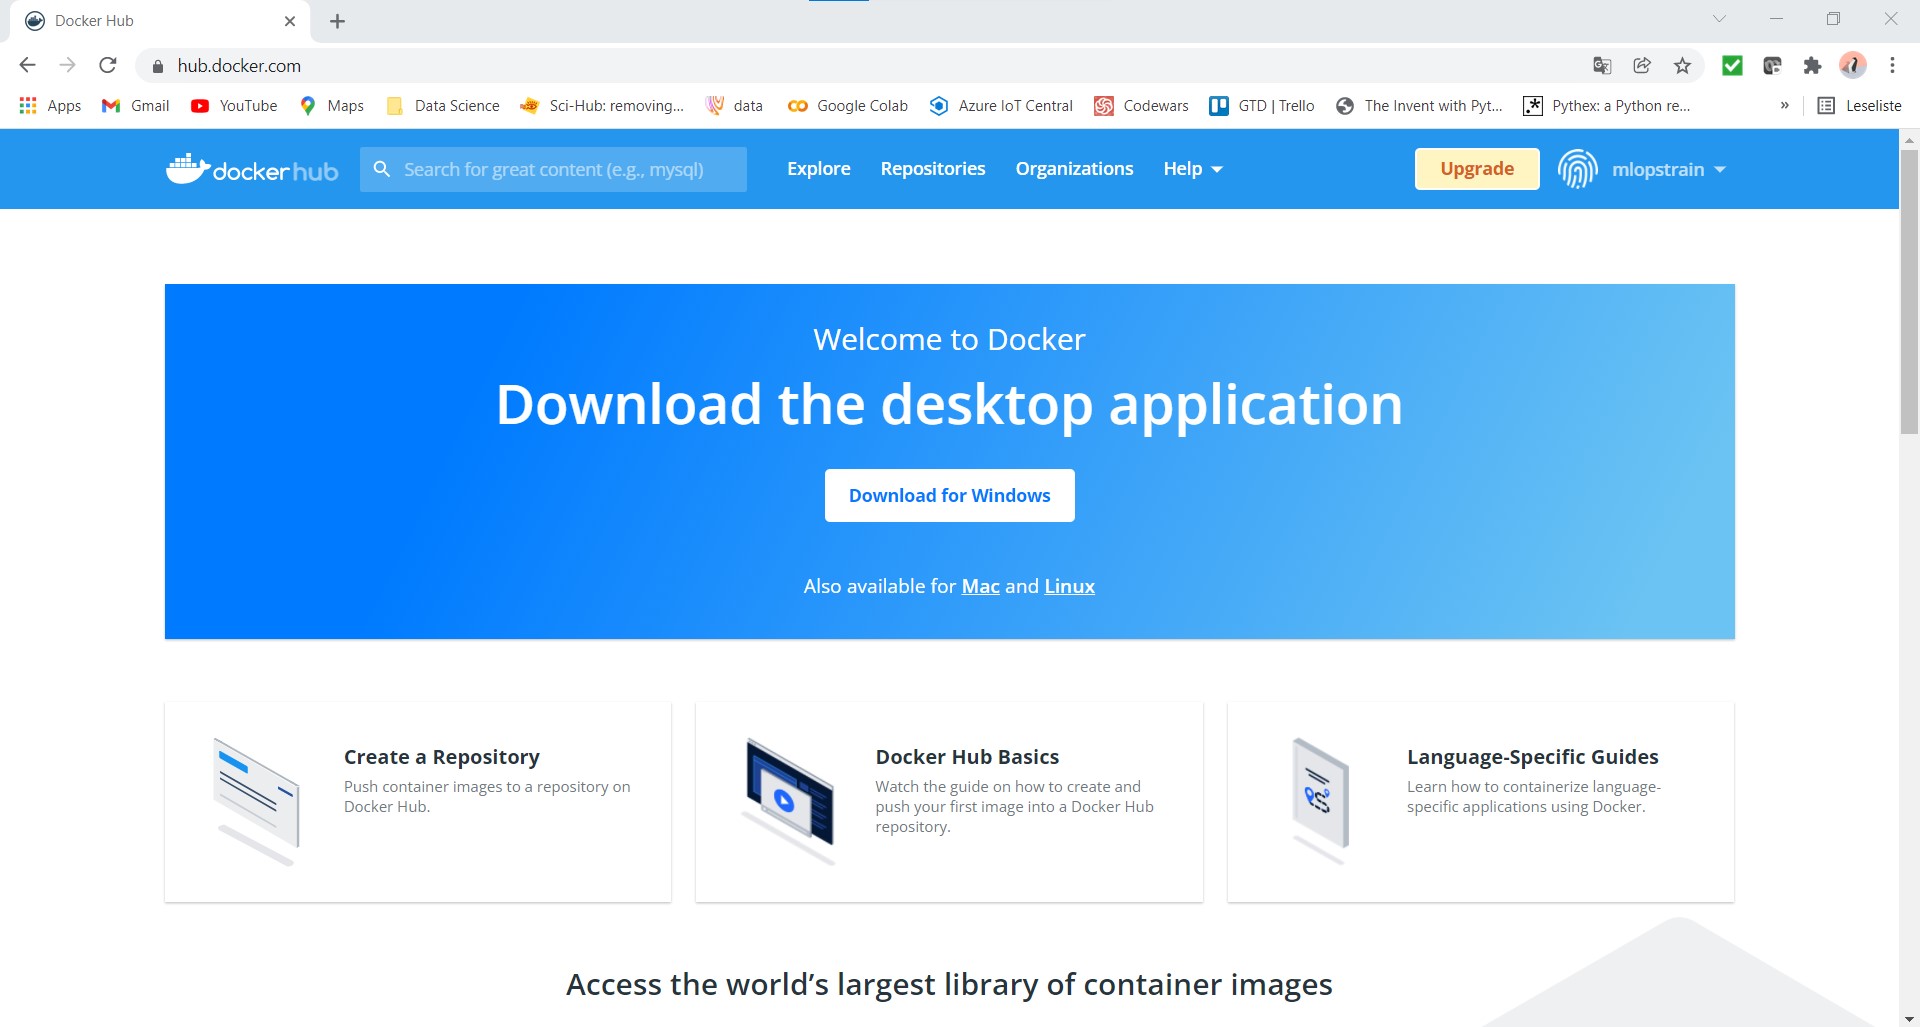 Docker Hub
hub.docker.com
Apps Gmail YouTube Maps Data Science Sci-Hub: removing... data Google Colab Azure IoT Central Codewars GTD | Trello The Invent with Pyt... .* Pythex: a Python re... » Leseliste
docker hub Search for great content (e.g., mysql) Explore Repositories Organizations Help Upgrade mlopstrain
Welcome to Docker
Download the desktop application
Download for Windows
Also available for Mac and Linux
Create a Repository
Push container images to a repository on
Docker Hub.
Docker Hub Basics
Watch the guide on how to create and
push your first image into a Docker Hub
repository.
Language-Specific Guides
Learn how to containerize language-
specific applications using Docker.
Access the world’s largest library of container images